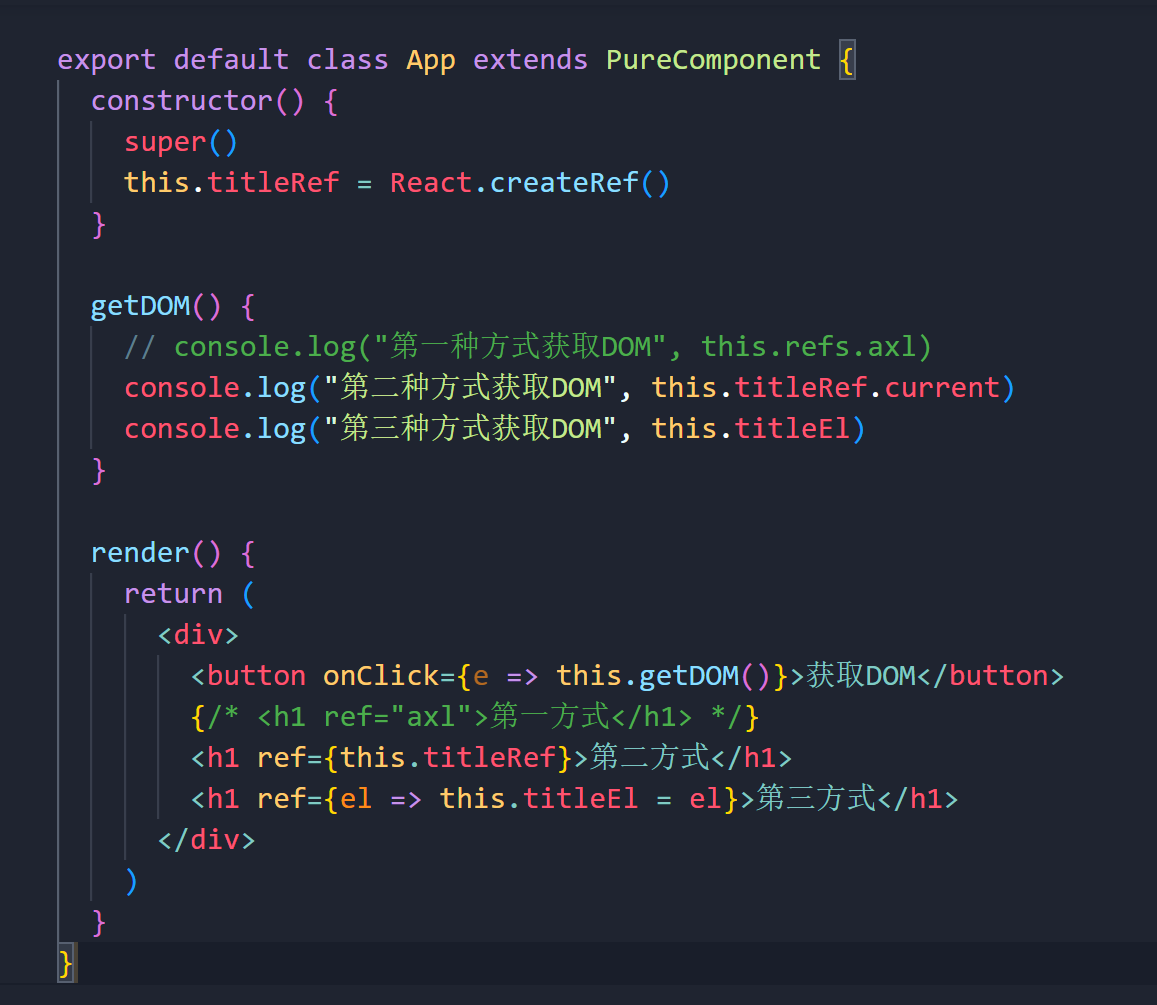 export default class App extends PureComponent {
constructor() {
super()
this.titleRef = React.createRef()
}
getDOM() {
// console.log("第一种方式获取DOM", this.refs.axl)
console.log("第二种方式获取DOM", this.titleRef.current)
console.log("第三种方式获取DOM", this.titleEl)
}
render() {
return (
<div>
<button onClick={e => this.getDOM()}>获取DOM</button>
{/* <h1 ref="axl">第一方式</h1> */}
<h1 ref={this.titleRef}>第二方式</h1>
<h1 ref={el => this.titleEl = el}>第三方式</h1>
</div>
)
}
}